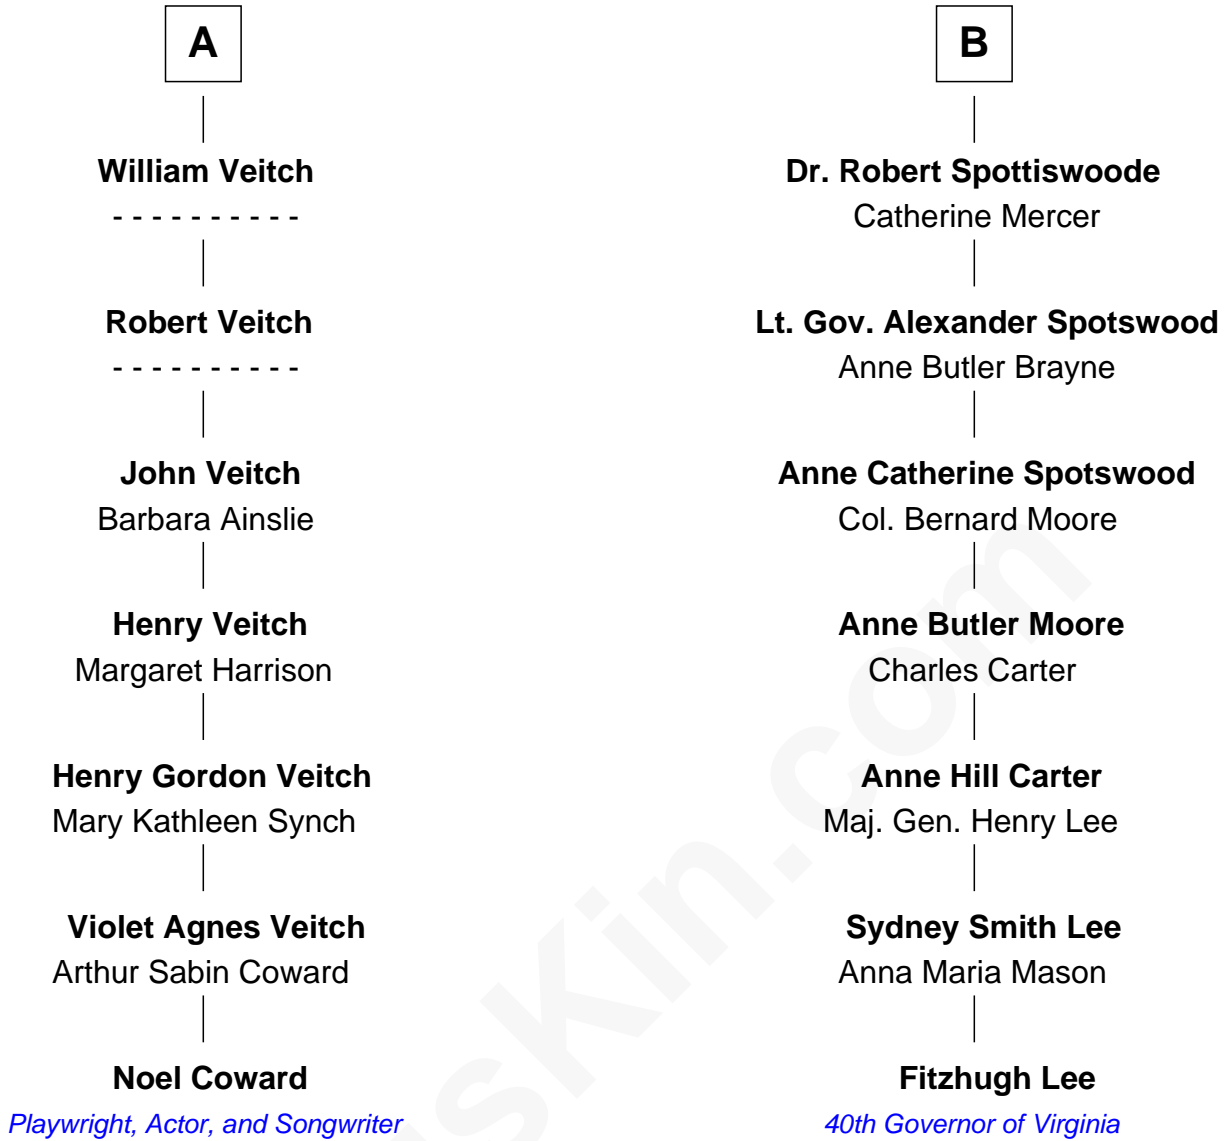 A
William Veitch
- - - - - - - - - -
Robert Veitch
- - - - - - - - - -
John Veitch
Barbara Ainslie
Henry Veitch
Margaret Harrison
Henry Gordon Veitch
Mary Kathleen Synch
Violet Agnes Veitch
Arthur Sabin Coward
Noel Coward
Playwright, Actor, and Songwriter
B
Dr. Robert Spottiswoode
Catherine Mercer
Lt. Gov. Alexander Spotswood
Anne Butler Brayne
Anne Catherine Spotswood
Col. Bernard Moore
Anne Butler Moore
Charles Carter
Anne Hill Carter
Maj. Gen. Henry Lee
Sydney Smith Lee
Anna Maria Mason
Fitzhugh Lee
40th Governor of Virginia
sKin.com